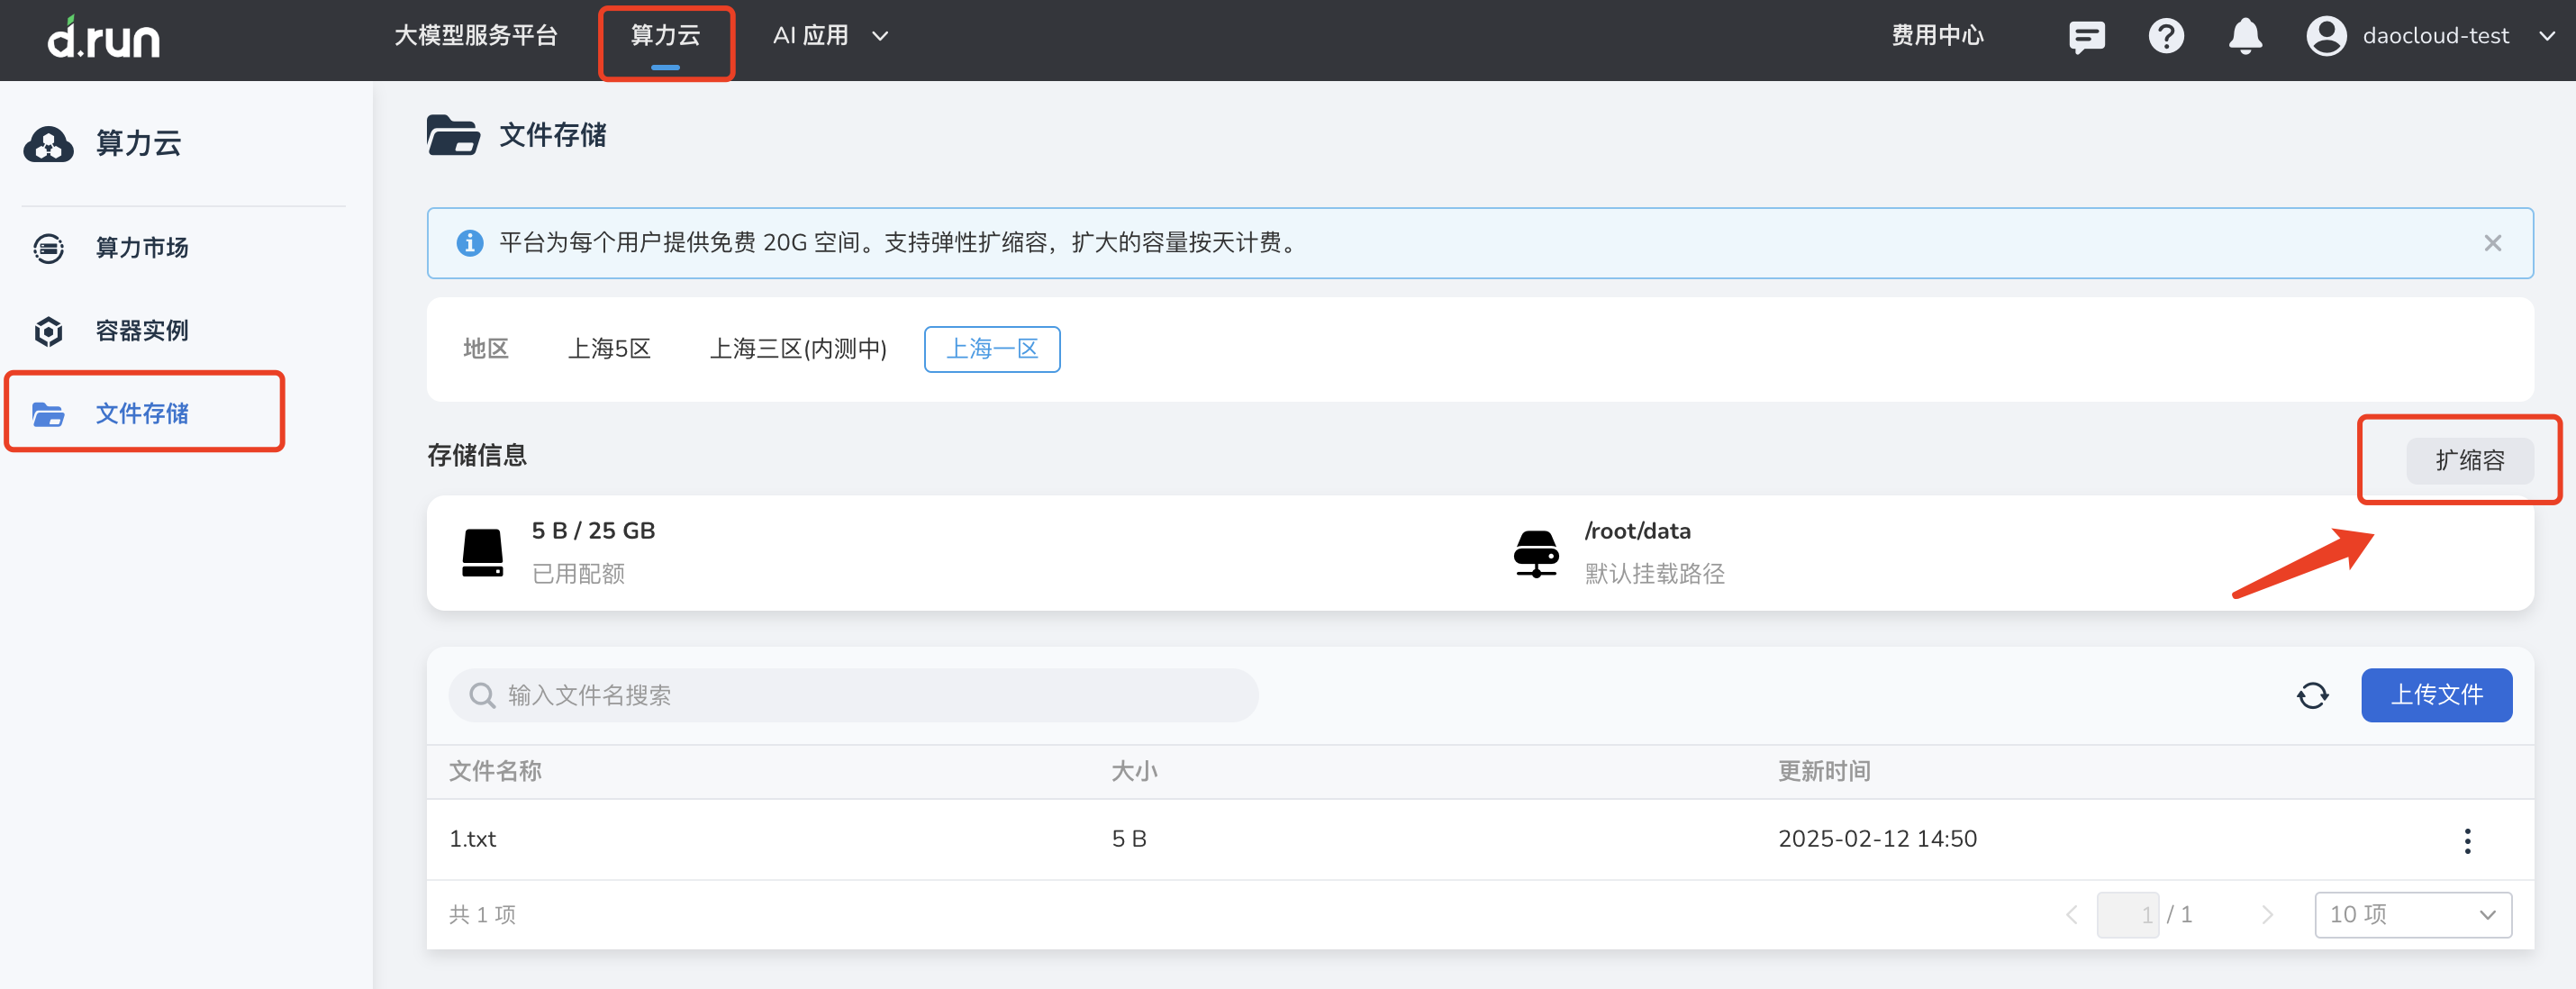 d.run
大模型服务平台
算力云
AI 应用
费用中心
daocloud-test
算力云
算力市场
容器实例
文件存储
文件存储
平台为每个用户提供免费 20G 空间。支持弹性扩缩容，扩大的容量按天计费。
地区
上海5区
上海三区(内测中)
上海一区
存储信息
扩缩容
5 B / 25 GB
已用配额
/root/data
默认挂载路径
输入文件名搜索
上传文件
文件名称
大小
更新时间
1.txt
5 B
2025-02-12 14:50
共 1 项
1 / 1
10 项